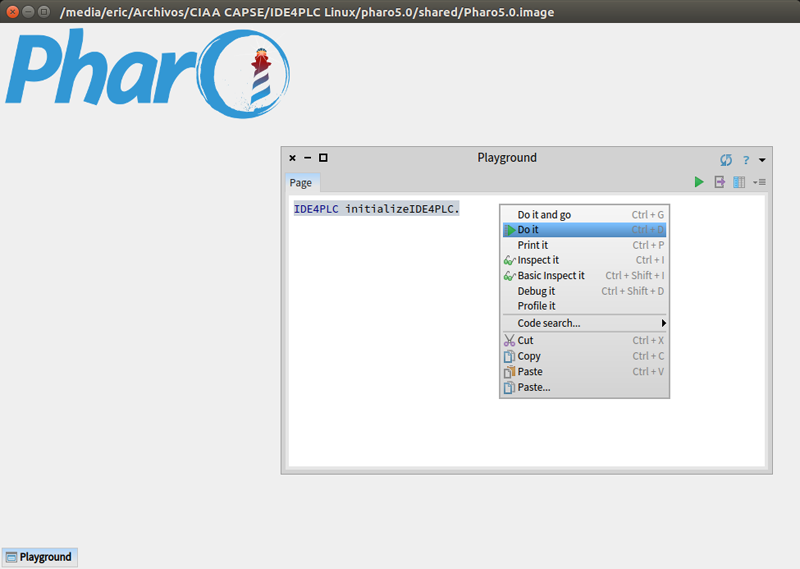 /media/eric/Archivos/CIAA CAPSE/IDE4PLC Linux/pharo5.0/shared/Pharo5.0.image
Pharo
Playground
?
Page
IDE4PLC initializeIDE4PLC.
Do it and go Ctrl + G
Do it Ctrl + D
Print it Ctrl + P
Inspect it Ctrl + I
Basic Inspect it Ctrl + Shift + I
Debug it Ctrl + Shift + D
Profile it
Code search...
Cut Ctrl + X
Copy Ctrl + C
Paste Ctrl + V
Paste...
Playground